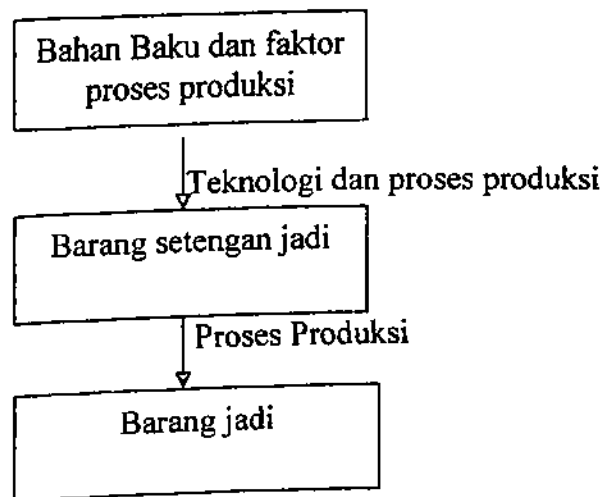 Bahan Baku dan faktor
proses produksi
Teknologi dan proses produksi
Barang setengan jadi
Proses Produksi
Barang jadi